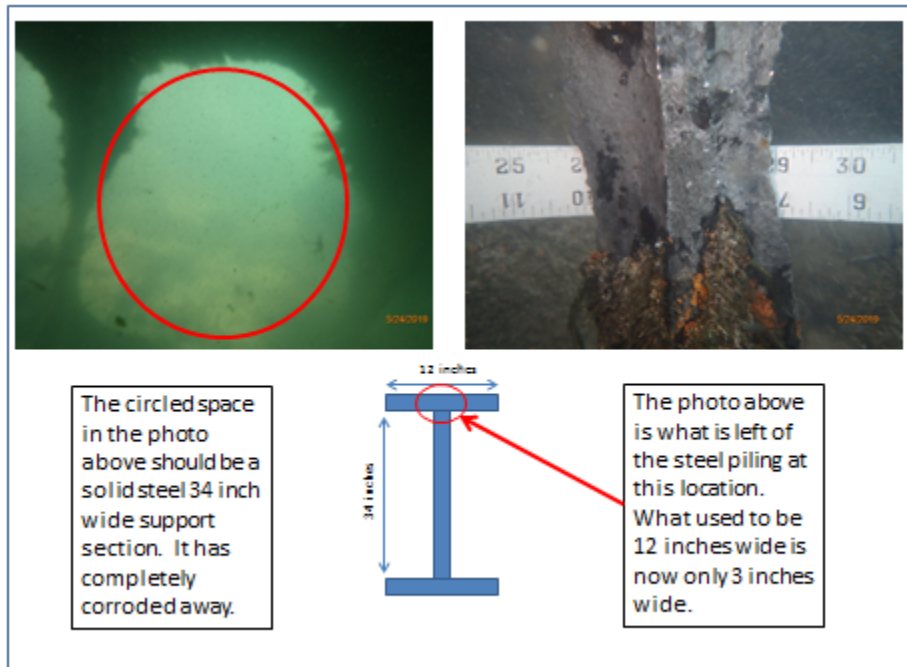 5/24/2019
25
29
30
11
10
7
6
5/24/2019
12 inches
34 inches
The circled space
in the photo
above should be a
solid steel 34 inch
wide support
section. It has
completely
corroded away.
The photo above
is what is left of
the steel piling at
this location.
What used to be
12 inches wide is
now only 3 inches
wide.